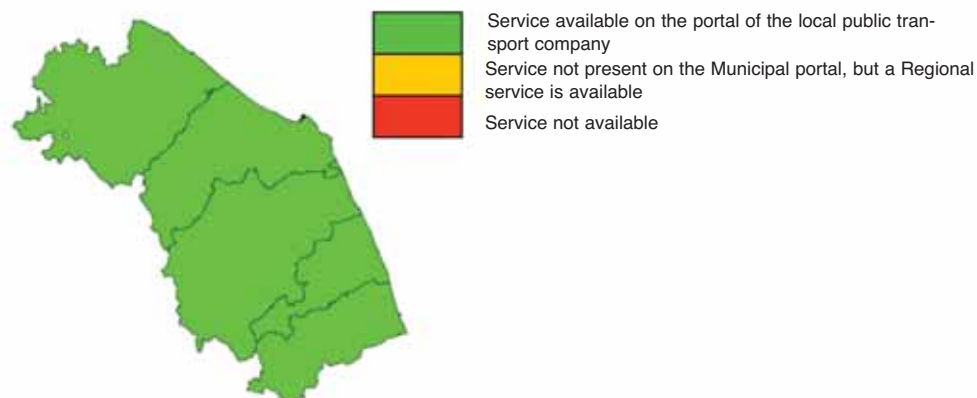 Service available on the portal of the local public tran-
sport company
Service not present on the Municipal portal, but a Regional
service is available
Service not available